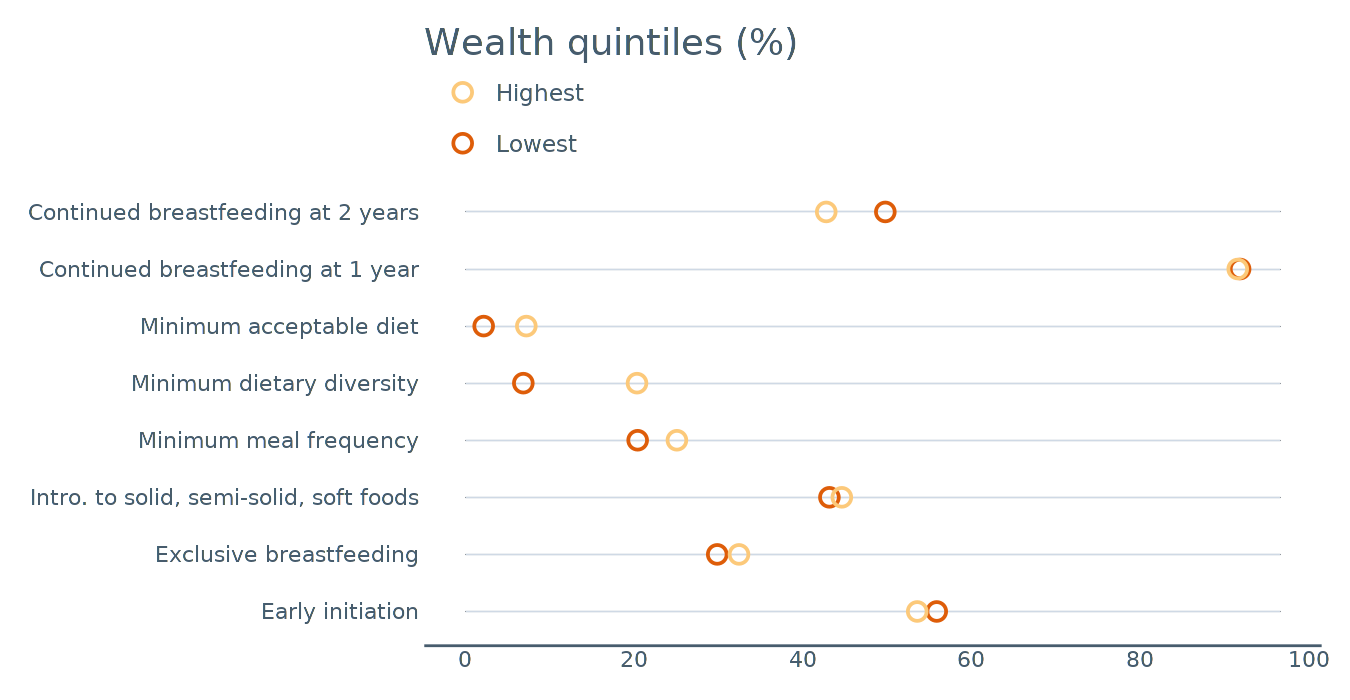 Wealth quintiles (%)
Highest
Lowest
Continued breastfeeding at 2 years
Continued breastfeeding at 1 year
Minimum acceptable diet
Minimum dietary diversity
Minimum meal frequency
Intro. to solid, semi-solid, soft foods
Exclusive breastfeeding
Early initiation
0 20 40 60 80 100